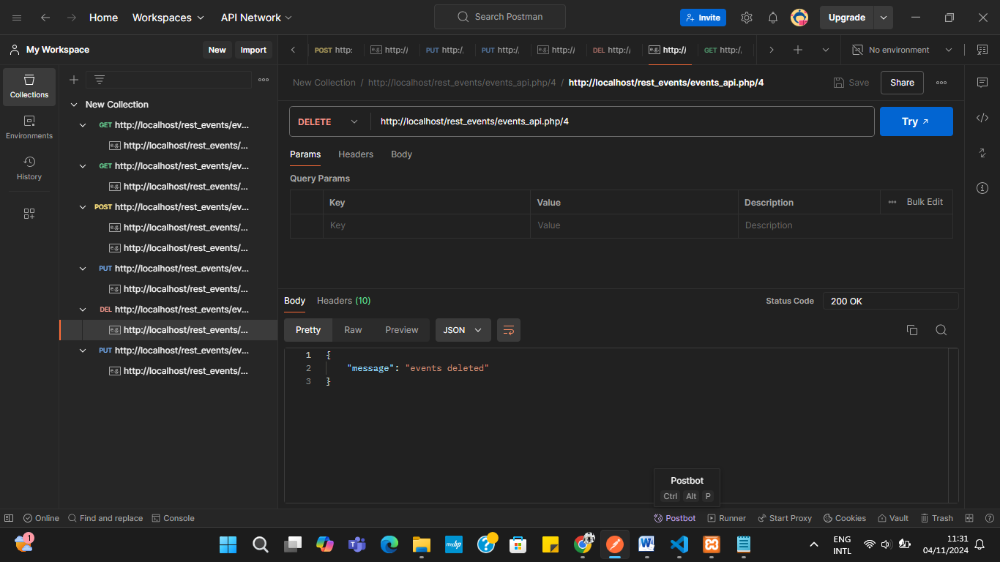 Home Workspaces API Network Search Postman Invite Upgrade
My Workspace New Import POST http: e.g. http:/ PUT http:/ PUT http:/ e.g. http:/ DEL http:/ e.g. http:/ GET http:/ No environment
Collections
Environments
History
New Collection
GET http://localhost/rest_events/ev...
e.g. http://localhost/rest_events/...
GET http://localhost/rest_events/ev...
e.g. http://localhost/rest_events/...
POST http://localhost/rest_events/ev...
e.g. http://localhost/rest_events/...
e.g. http://localhost/rest_events/...
PUT http://localhost/rest_events/ev...
e.g. http://localhost/rest_events/...
DEL http://localhost/rest_events/ev...
e.g. http://localhost/rest_events/...
PUT http://localhost/rest_events/ev...
e.g. http://localhost/rest_events/...
New Collection / http://localhost/rest_events/events_api.php/4 / http://localhost/rest_events/events_api.php/4 Save Share
DELETE http://localhost/rest_events/events_api.php/4 Try
Params Headers Body
Query Params
Key Value Description Bulk Edit
Key Value Description
Body Headers (10) Status Code 200 OK
Pretty Raw Preview JSON
1 {
2 "message": "events deleted"
3 }
Postbot
Ctrl Alt P
Online Find and replace Console Postbot Runner Start Proxy Cookies Vault Trash
1 myhp ENG 11:31
INTL 04/11/2024